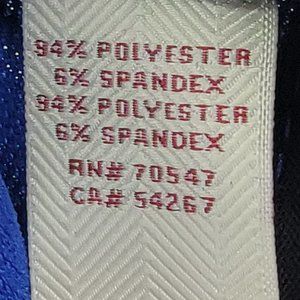 94% POLYESTER
6% SPANDEX
94% POLYESTER
6% SPANDEX
RN# 70547
CA# 54267